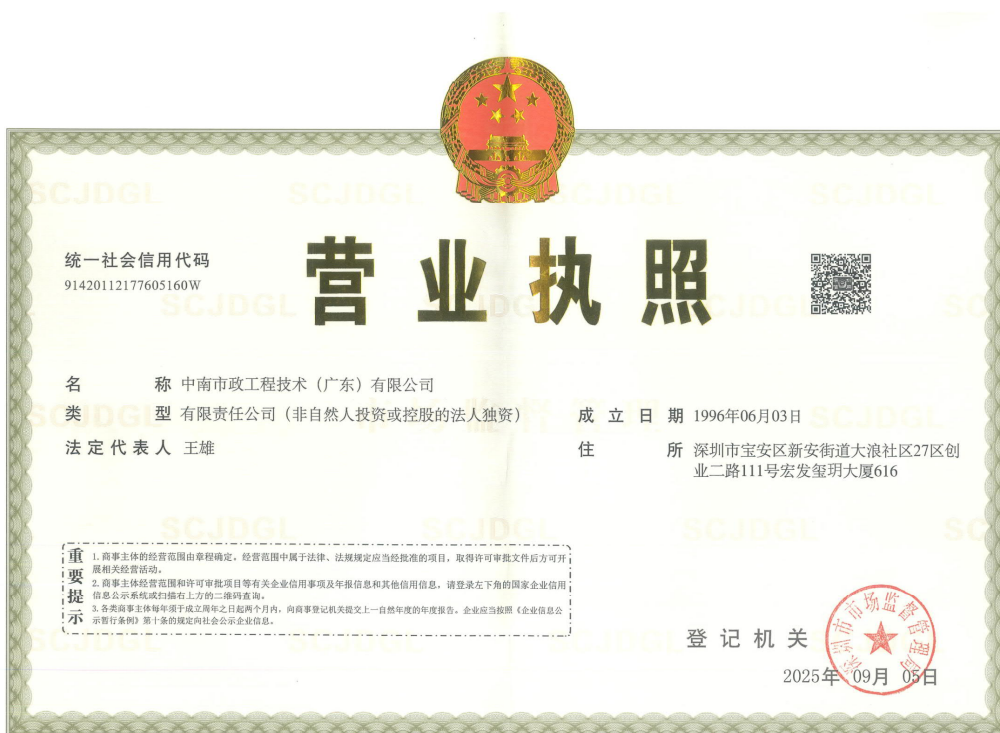 统一社会信用代码
91420112177605160W
营业执照
名 称 中南市政工程技术（广东）有限公司
类 型 有限责任公司（非自然人投资或控股的法人独资）
法定代表人 王雄
成立日期 1996年06月03日
住 所 深圳市宝安区新安街道大浪社区27区创
业二路111号宏发玺玥大厦616
重要提示
1. 商事主体的经营范围由章程确定。经营范围中属于法律、法规规定应当经批准的项目，取得许可审批文件后方可开
展相关经营活动。
2. 商事主体经营范围和许可审批项目等有关企业信用事项及年报信息和其他信用信息，请登录左下角的国家企业信用
信息公示系统或扫描右上方的二维码查询。
3. 各类商事主体每年须于成立周年之日起两个月内，向商事登记机关提交上一自然年度的年度报告。企业应当按照《企业信息公
示暂行条例》第十条的规定向社会公示企业信息。
登记机关
深圳市市场监督管理局
2025年 09月 05日
SCJDGL